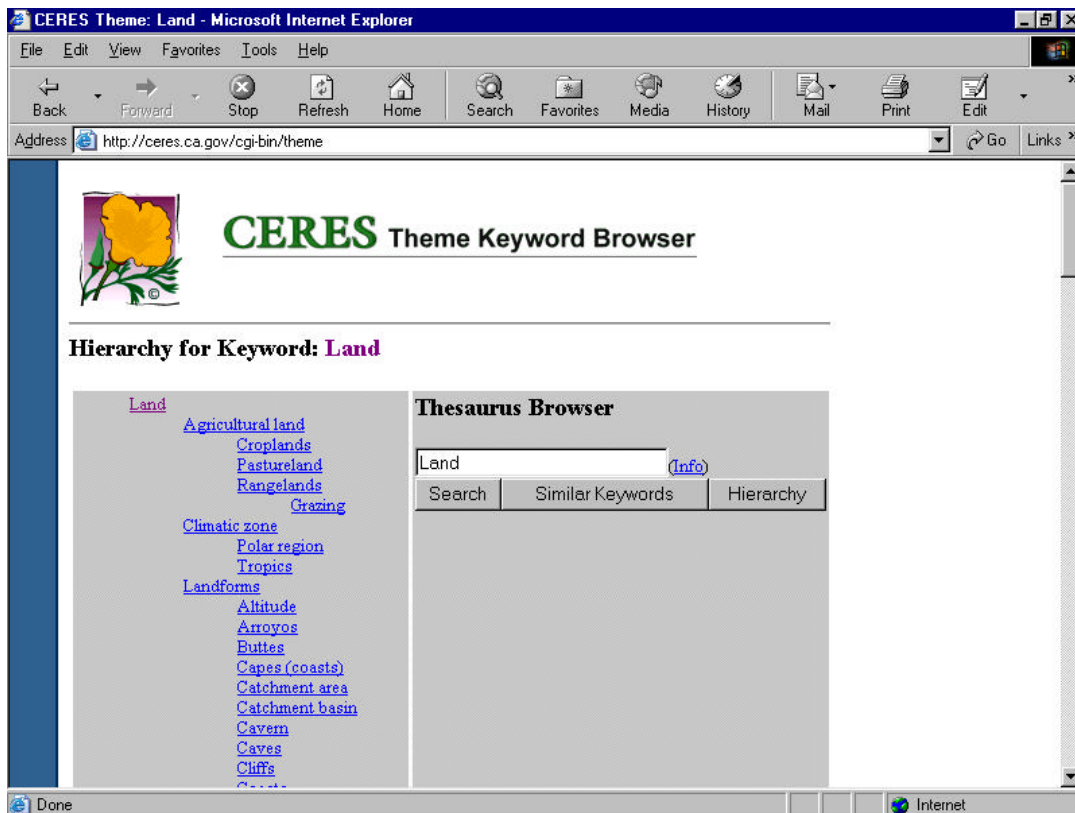 CERES Theme: Land - Microsoft Internet Explorer
File Edit View Favorites Tools Help
Back Forward Stop Refresh Home Search Favorites Media History Mail Print Edit »
Address http://ceres.ca.gov/cgi-bin/theme Go Links »
CERES Theme Keyword Browser
©
Hierarchy for Keyword: Land
Land
Agricultural land
Croplands
Pastureland
Rangelands
Grazing
Climatic zone
Polar region
Tropics
Landforms
Altitude
Arroyos
Buttes
Capes (coasts)
Catchment area
Catchment basin
Cavern
Caves
Cliffs
Thesaurus Browser
Land (Info)
Search Similar Keywords Hierarchy
Done Internet